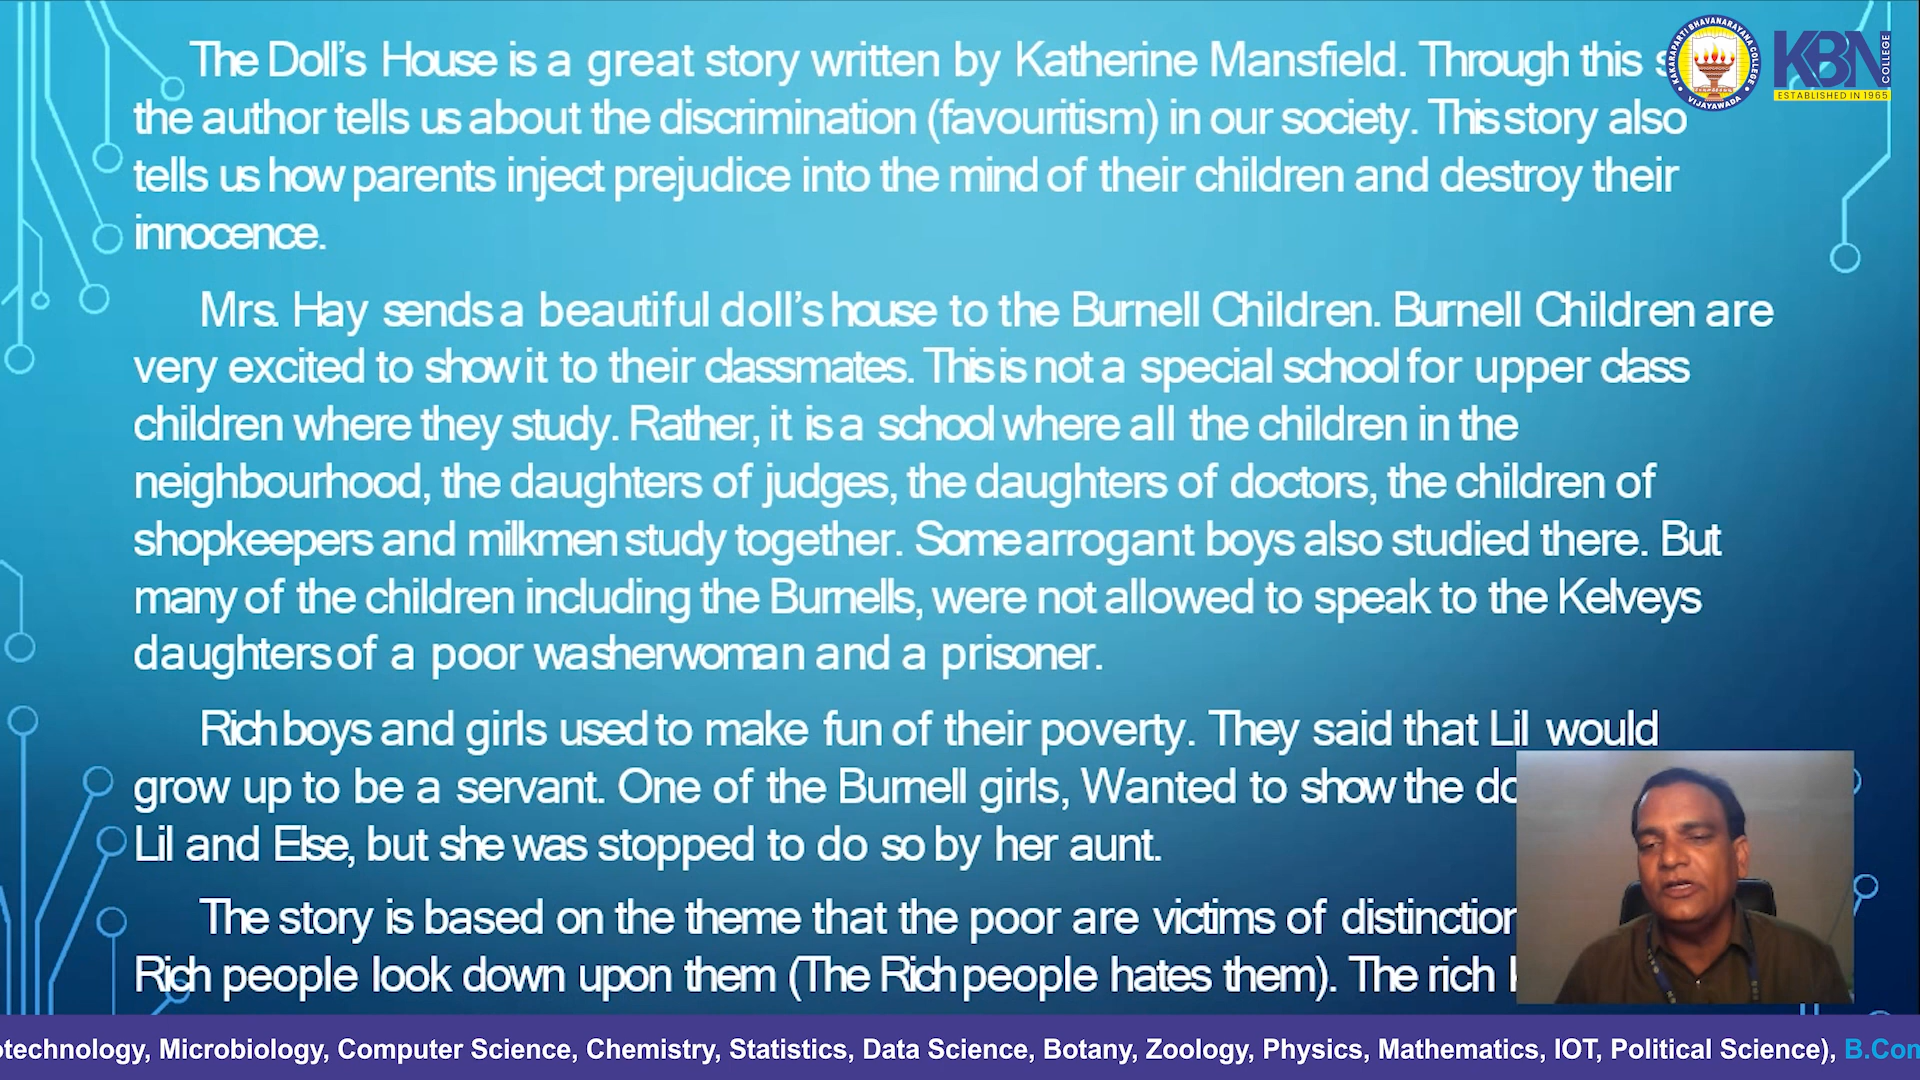 The Doll’s House is a great story written by Katherine Mansfield. Through this
the author tells us about the discrimination (favouritism) in our society. This story also
tells us how parents inject prejudice into the mind of their children and destroy their
innocence.
Mrs. Hay sends a beautiful doll’s house to the Burnell Children. Burnell Children are
very excited to show it to their classmates. This is not a special school for upper class
children where they study. Rather, it is a school where all the children in the
neighbourhood, the daughters of judges, the daughters of doctors, the children of
shopkeepers and milkmen study together. Some arrogant boys also studied there. But
many of the children including the Burnells, were not allowed to speak to the Kelveys
daughters of a poor washerwoman and a prisoner.
Rich boys and girls used to make fun of their poverty. They said that Lil would
grow up to be a servant. One of the Burnell girls, Wanted to show the
Lil and Else, but she was stopped to do so by her aunt.
The story is based on the theme that the poor are victims of distinction
Rich people look down upon them (The Rich people hates them). The rich
KAKARAPARTI BHAVANARAYANA COLLEGE
VIJAYAWADA
KBN
COLLEGE
ESTABLISHED IN 1965
otechnology, Microbiology, Computer Science, Chemistry, Statistics, Data Science, Botany, Zoology, Physics, Mathematics, IOT, Political Science), B.Com